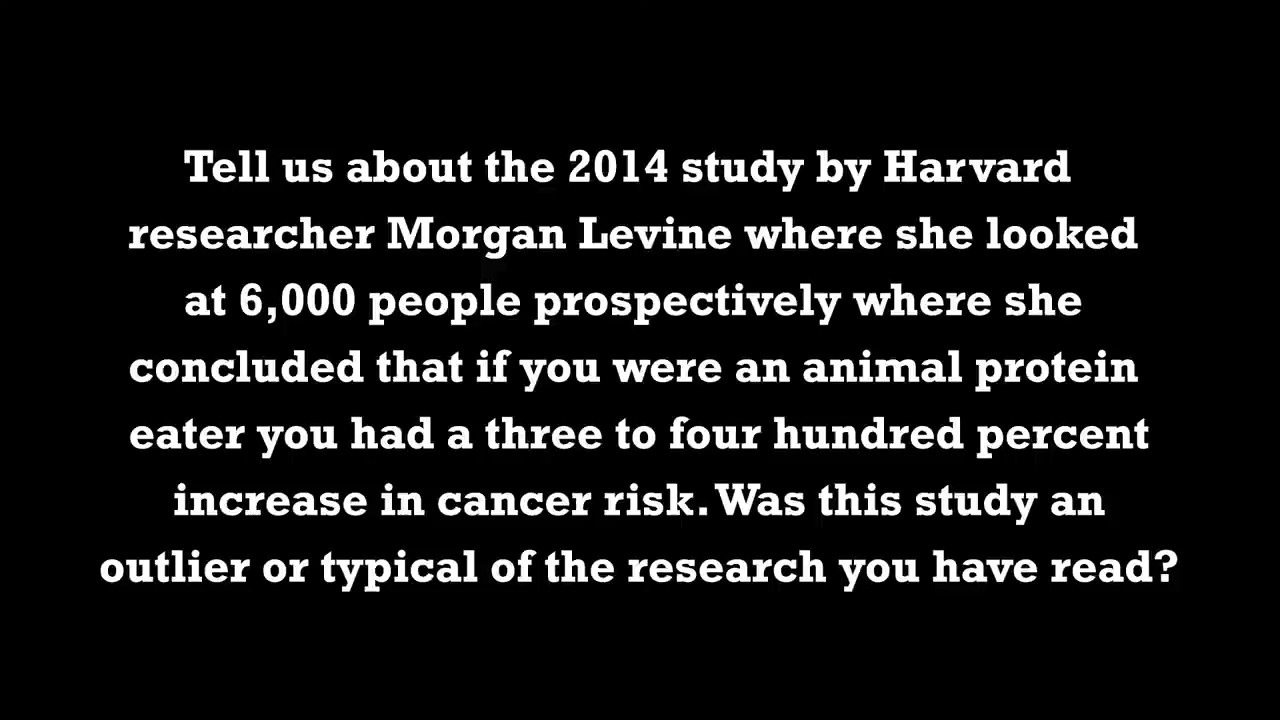 Tell us about the 2014 study by Harvard
researcher Morgan Levine where she looked
at 6,000 people prospectively where she
concluded that if you were an animal protein
eater you had a three to four hundred percent
increase in cancer risk. Was this study an
outlier or typical of the research you have read?